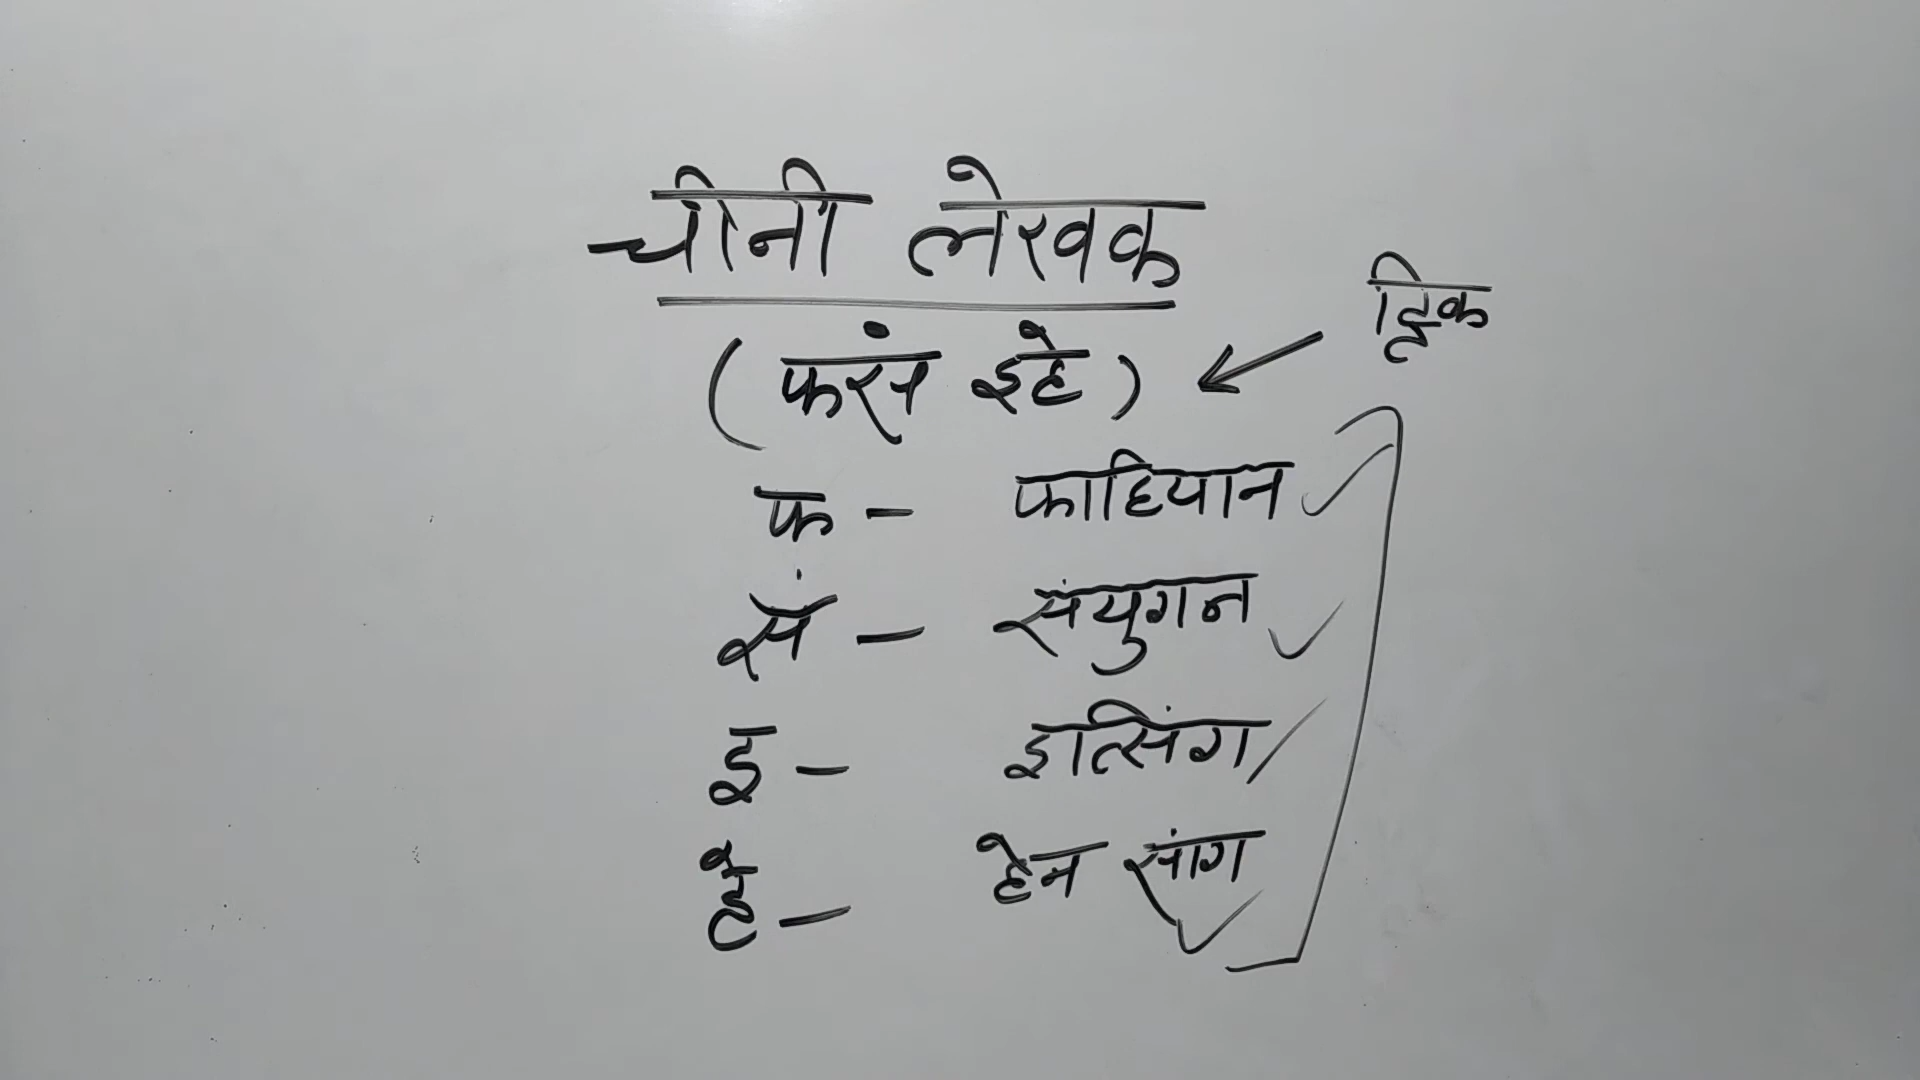 चीनी लेखक
ट्रिक
(फसं इहे)
फ - फाहियान
सं - संयुगन
इ - इत्सिंग
हे - हेन सांग